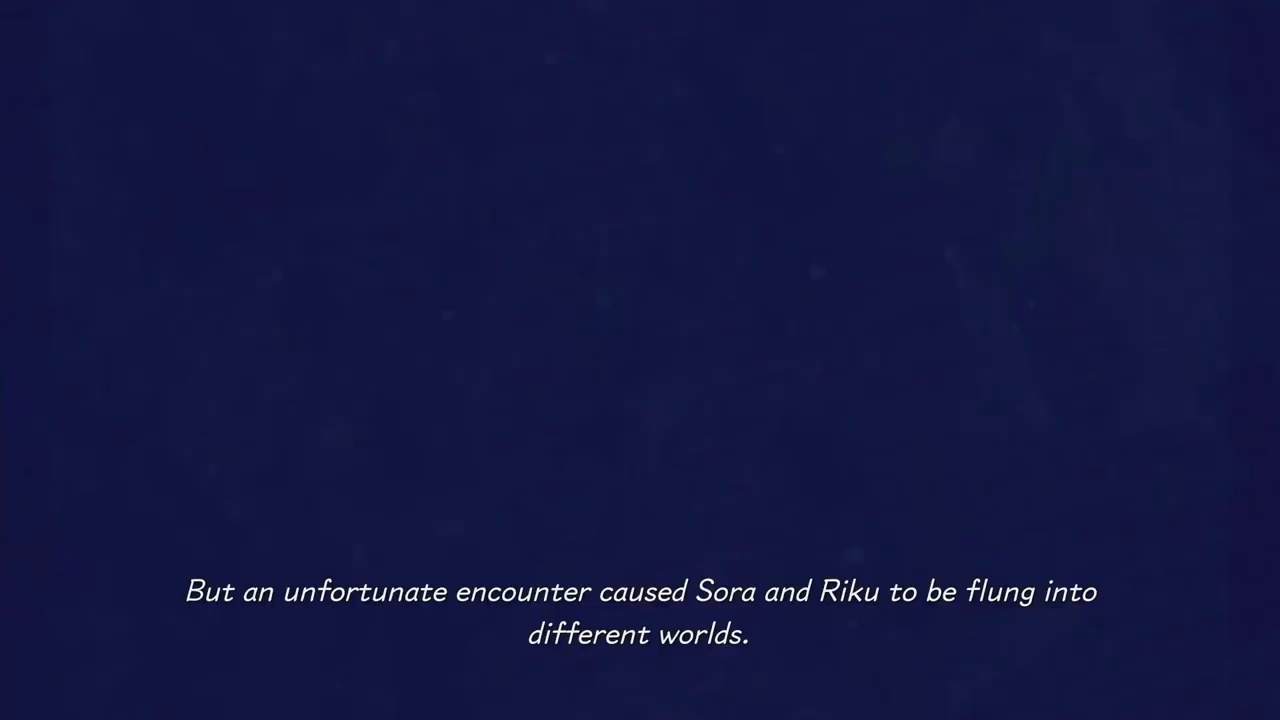 But an unfortunate encounter caused Sora and Riku to be flung into
different worlds.